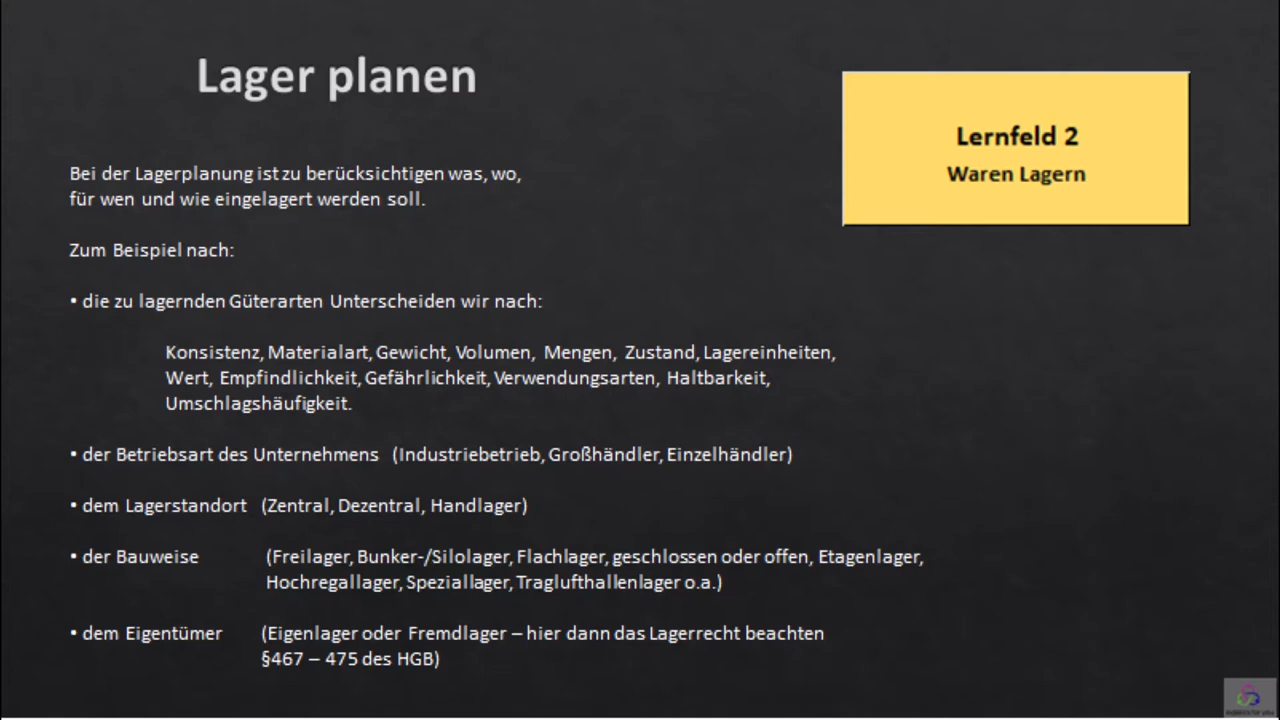 Lager planen
Lernfeld 2
Waren Lagern
Bei der Lagerplanung ist zu berücksichtigen was, wo,
für wen und wie eingelagert werden soll.
Zum Beispiel nach:
• die zu lagernden Güterarten Unterscheiden wir nach:
Konsistenz, Materialart, Gewicht, Volumen, Mengen, Zustand, Lagereinheiten,
Wert, Empfindlichkeit, Gefährlichkeit, Verwendungsarten, Haltbarkeit,
Umschlagshäufigkeit.
• der Betriebsart des Unternehmens (Industriebetrieb, Großhändler, Einzelhändler)
• dem Lagerstandort (Zentral, Dezentral, Handlager)
• der Bauweise (Freilager, Bunker-/Silolager, Flachlager, geschlossen oder offen, Etagenlager,
Hochregallager, Speziallager, Traglufthallenlager o.a.)
• dem Eigentümer (Eigenlager oder Fremdlager – hier dann das Lagerrecht beachten
§467 – 475 des HGB)